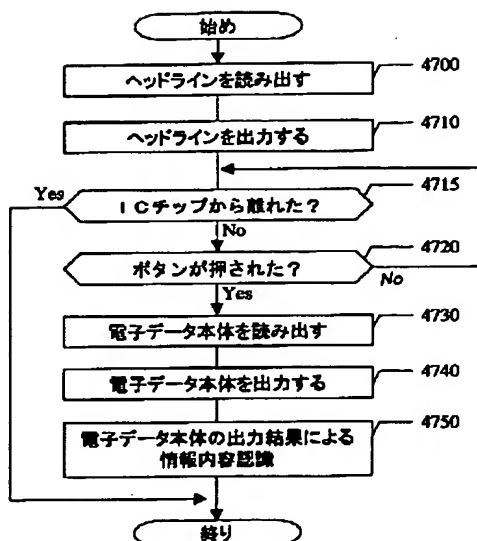 始め
ヘッドラインを読み出す
4700
ヘッドラインを出力する
4710
Yes
ICチップから離れた?
4715
No
ボタンが押された?
4720
No
Yes
電子データ本体を読み出す
4730
電子データ本体を出力する
4740
電子データ本体の出力結果による
情報内容認識
4750
終り